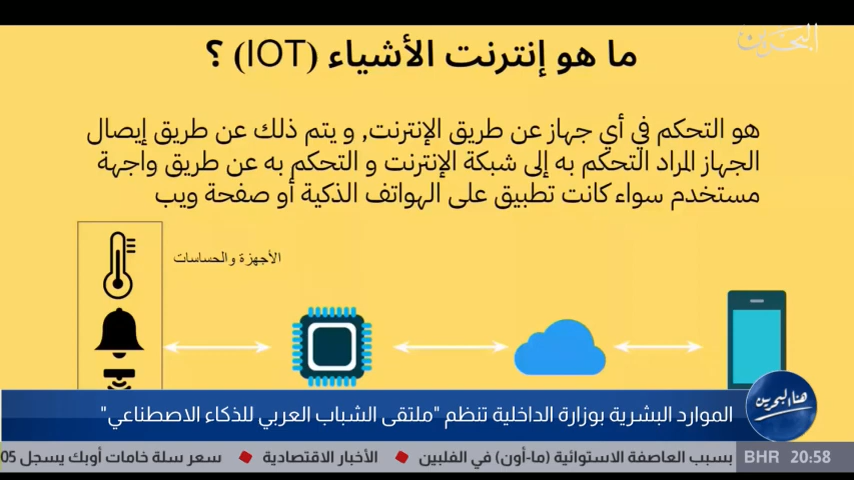 البحرين
ما هو إنترنت الأشياء (IOT) ؟
هو التحكم في أي جهاز عن طريق الإنترنت, و يتم ذلك عن طريق إيصال
الجهاز المراد التحكم به إلى شبكة الإنترنت و التحكم به عن طريق واجهة
مستخدم سواء كانت تطبيق على الهواتف الذكية أو صفحة ويب
الأجهزة والحساسات
هنا البحرين
الموارد البشرية بوزارة الداخلية تنظم "ملتقى الشباب العربي للذكاء الاصطناعي"
BHR 20:58
بسبب العاصفة الاستوائية (ما-أون) في الفلبين ◆ الأخبار الاقتصادية ◆ سعر سلة خامات أوبك يسجل 05